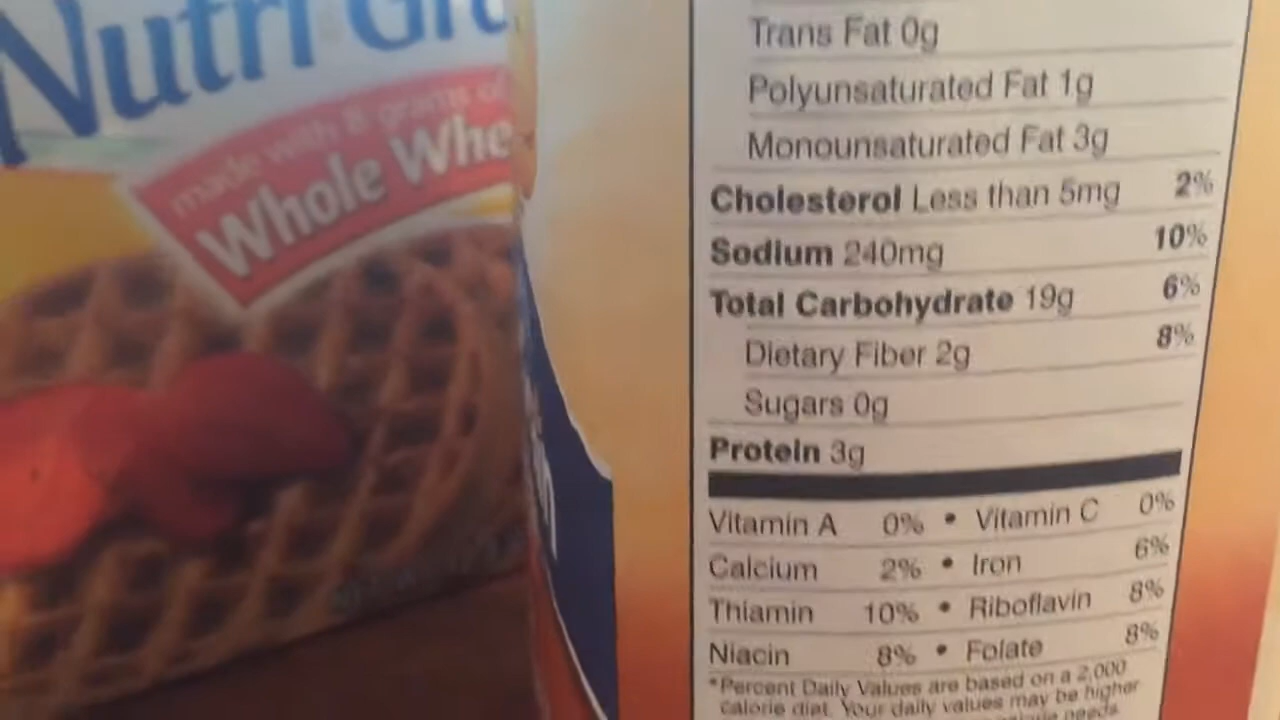 Nutri Gr
made with 8 grams of
Whole Whe
Trans Fat 0g
Polyunsaturated Fat 1g
Monounsaturated Fat 3g
Cholesterol Less than 5mg 2%
Sodium 240mg 10%
Total Carbohydrate 19g 6%
Dietary Fiber 2g 8%
Sugars 0g
Protein 3g
Vitamin A 0% • Vitamin C 0%
Calcium 2% • Iron 6%
Thiamin 10% • Riboflavin 8%
Niacin 8% • Folate 8%
*Percent Daily Values are based on a 2,000
calorie diet. Your daily values may be higher
needs